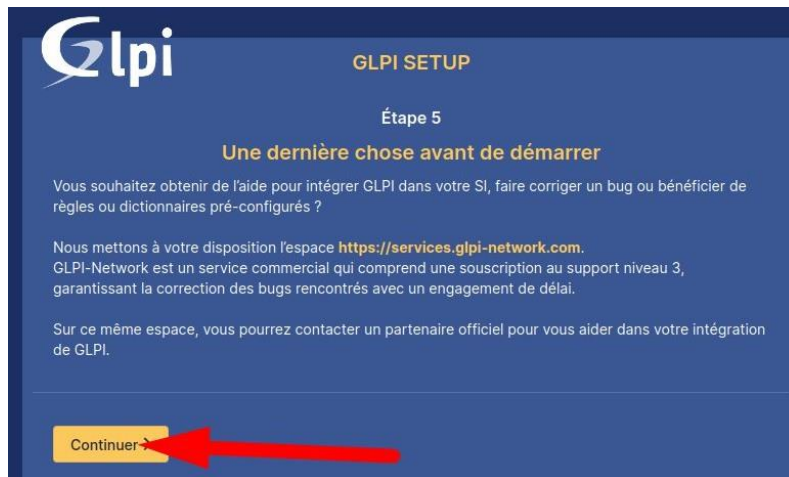 Glpi
GLPI SETUP
Étape 5
Une dernière chose avant de démarrer
Vous souhaitez obtenir de l'aide pour intégrer GLPI dans votre SI, faire corriger un bug ou bénéficier de
règles ou dictionnaires pré-configurés ?
Nous mettons à votre disposition l'espace https://services.glpi-network.com.
GLPI-Network est un service commercial qui comprend une souscription au support niveau 3,
garantissant la correction des bugs rencontrés avec un engagement de délai.
Sur ce même espace, vous pourrez contacter un partenaire officiel pour vous aider dans votre intégration
de GLPI.
Continuer